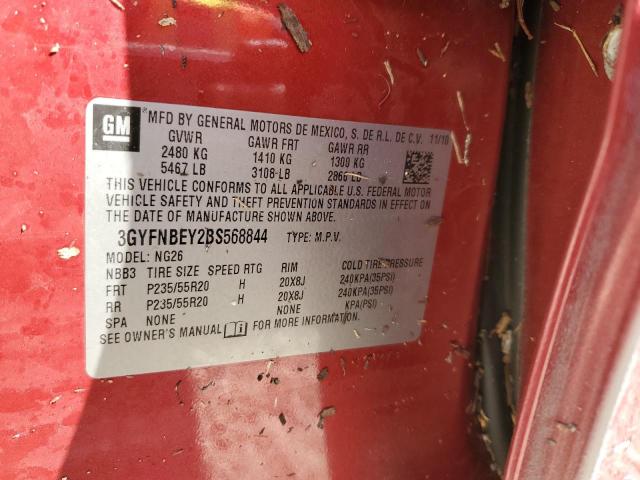 GM
® MFD BY GENERAL MOTORS DE MEXICO, S. DE R.L. DE C.V. 11/10
GVWR GAWR FRT GAWR RR
2480 KG 1410 KG 1300 KG
5467 LB 3108 LB 2866 LB
THIS VEHICLE CONFORMS TO ALL APPLICABLE U.S. FEDERAL MOTOR
VEHICLE SAFETY AND THEFT PREVENTION STANDARDS IN EFFECT ON THE DATE
OF MANUFACTURE SHOWN ABOVE.
3GYFNBEY2BS568844 TYPE: M.P.V.
MODEL: NG26
NBB3 TIRE SIZE SPEED RTG RIM COLD TIRE PRESSURE
FRT P235/55R20 H 20X8J 240KPA(35PSI)
RR P235/55R20 H 20X8J 240KPA(35PSI)
SPA NONE NONE KPA(PSI)
SEE OWNER'S MANUAL FOR MORE INFORMATION.